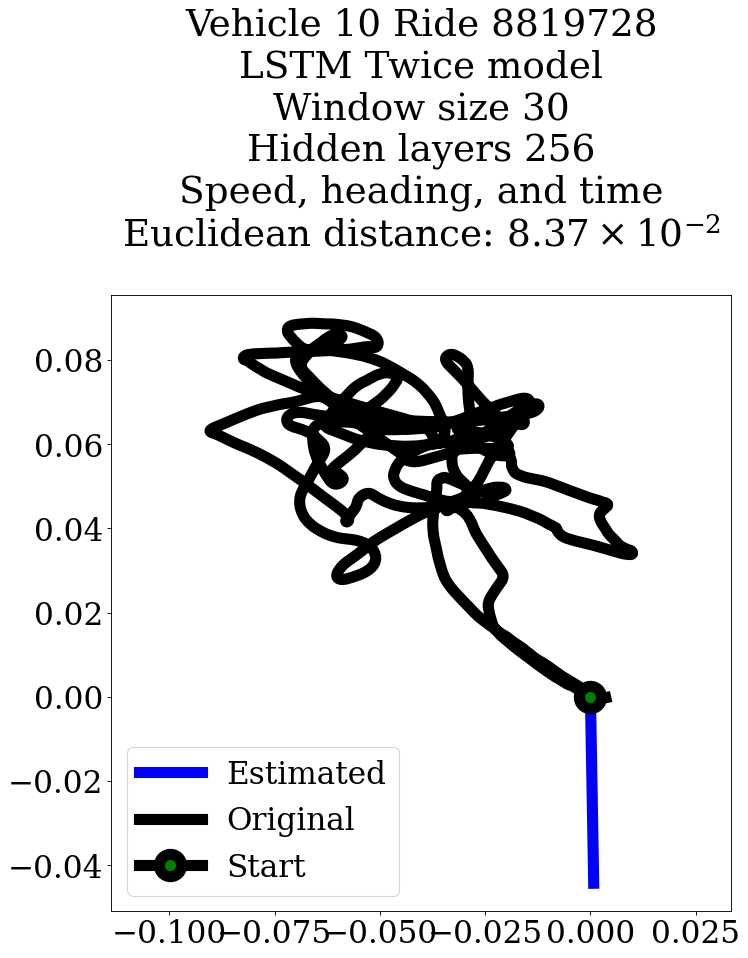 Vehicle 10 Ride 8819728
LSTM Twice model
Window size 30
Hidden layers 256
Speed, heading, and time
Euclidean distance: 8.37 × 10⁻²
0.08
0.06
0.04
0.02
0.00
−0.02
−0.04
Estimated
Original
Start
−0.100 −0.075 −0.050 −0.025 0.000 0.025